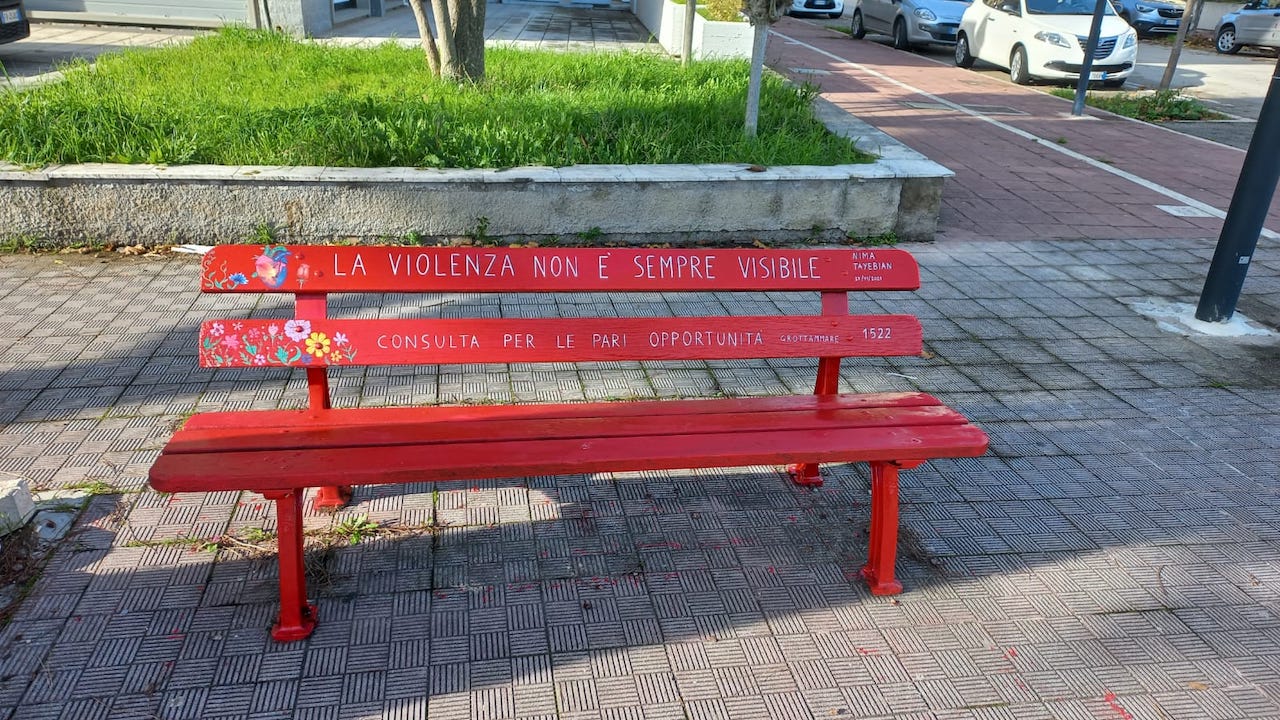 LA VIOLENZA NON È SEMPRE VISIBILE
NIMA
TAYEBIAN
CONSULTA PER LE PARI OPPORTUNITÀ GROTTAMMARE 1522